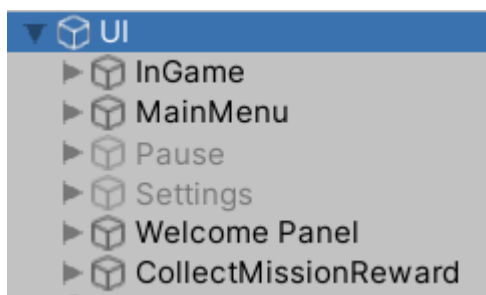 UI
InGame
MainMenu
Pause
Settings
Welcome Panel
CollectMissionReward